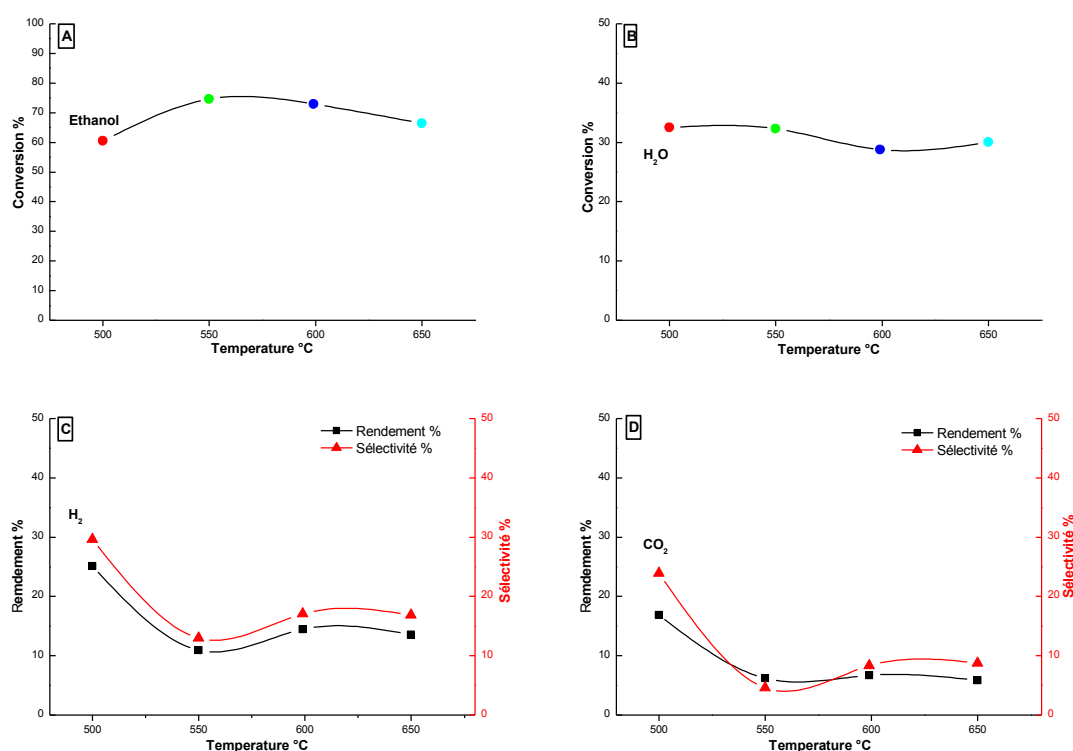 A
100
90
80
70
60
50
40
30
20
10
0
Conversion %
Ethanol
500 550 600 650
Temperature °C
B
50
40
30
20
10
0
Conversion %
H₂O
500 550 600 650
Temperature °C
C
50
40
30
20
10
0
Remdement %
Rendement %
Sélectivité %
H₂
50
40
30
20
10
0
Sélectivité %
500 550 600 650
Temperature °C
D
50
40
30
20
10
0
Rendement %
Rendement %
Sélectivité %
CO₂
50
40
30
20
10
0
Sélectivité %
500 550 600 650
Temperature °C